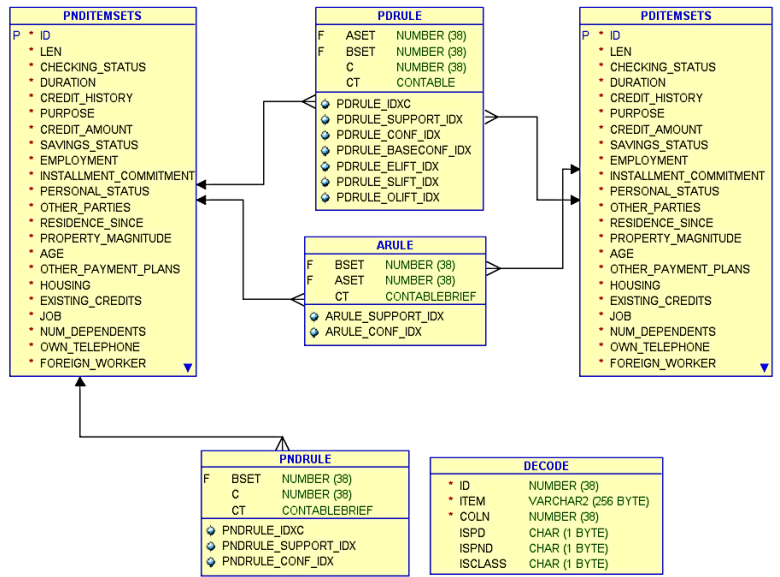 PNDITEMSETS
P * ID
* LEN
* CHECKING_STATUS
* DURATION
* CREDIT_HISTORY
* PURPOSE
* CREDIT_AMOUNT
* SAVINGS_STATUS
* EMPLOYMENT
* INSTALLMENT_COMMITMENT
* PERSONAL_STATUS
* OTHER_PARTIES
* RESIDENCE_SINCE
* PROPERTY_MAGNITUDE
* AGE
* OTHER_PAYMENT_PLANS
* HOUSING
* EXISTING_CREDITS
* JOB
* NUM_DEPENDENTS
* OWN_TELEPHONE
* FOREIGN_WORKER
PDRULE
F ASET NUMBER (38)
F BSET NUMBER (38)
C NUMBER (38)
CT CONTABLE
PDRULE_IDXC
PDRULE_SUPPORT_IDX
PDRULE_CONF_IDX
PDRULE_BASECONF_IDX
PDRULE_ELIFT_IDX
PDRULE_SLIFT_IDX
PDRULE_OLIFT_IDX
PDITEMSETS
P * ID
* LEN
* CHECKING_STATUS
* DURATION
* CREDIT_HISTORY
* PURPOSE
* CREDIT_AMOUNT
* SAVINGS_STATUS
* EMPLOYMENT
* INSTALLMENT_COMMITMENT
* PERSONAL_STATUS
* OTHER_PARTIES
* RESIDENCE_SINCE
* PROPERTY_MAGNITUDE
* AGE
* OTHER_PAYMENT_PLANS
* HOUSING
* EXISTING_CREDITS
* JOB
* NUM_DEPENDENTS
* OWN_TELEPHONE
* FOREIGN_WORKER
ARULE
F BSET NUMBER (38)
F ASET NUMBER (38)
CT CONTABLEBRIEF
ARULE_SUPPORT_IDX
ARULE_CONF_IDX
PNDRULE
F BSET NUMBER (38)
C NUMBER (38)
CT CONTABLEBRIEF
PNDRULE_IDXC
PNDRULE_SUPPORT_IDX
PNDRULE_CONF_IDX
DECODE
* ID NUMBER (38)
* ITEM VARCHAR2 (256 BYTE)
* COLN NUMBER (38)
ISPD CHAR (1 BYTE)
ISPND CHAR (1 BYTE)
ISCLASS CHAR (1 BYTE)